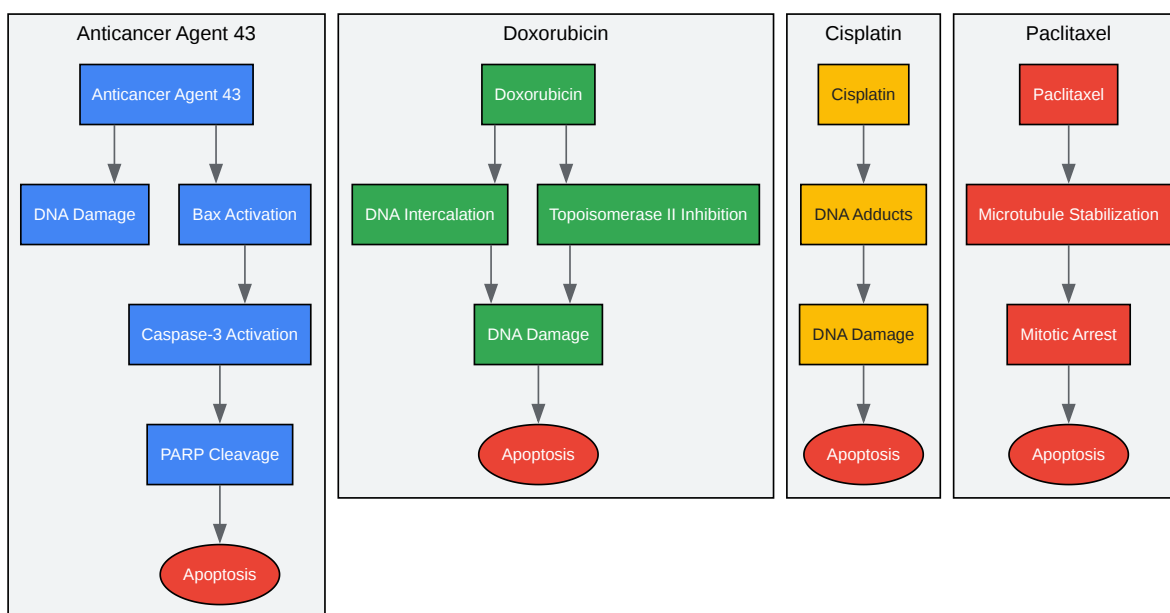 Anticancer Agent 43
Anticancer Agent 43
DNA Damage
Bax Activation
Caspase-3 Activation
PARP Cleavage
Apoptosis
Doxorubicin
Doxorubicin
DNA Intercalation
Topoisomerase II Inhibition
DNA Damage
Apoptosis
Cisplatin
Cisplatin
DNA Adducts
DNA Damage
Apoptosis
Paclitaxel
Paclitaxel
Microtubule Stabilization
Mitotic Arrest
Apoptosis